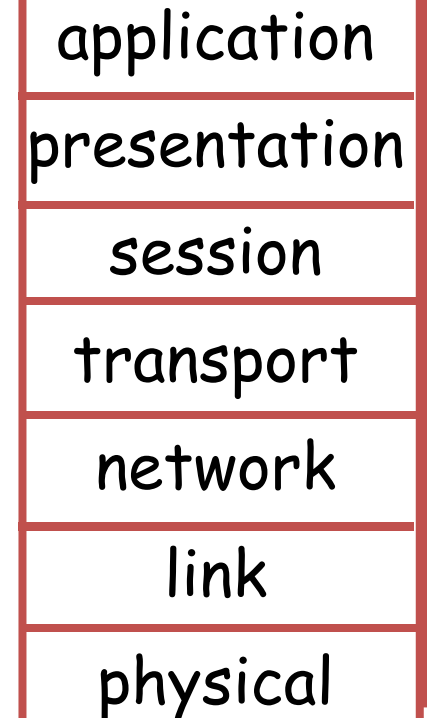 application
presentation
session
transport
network
link
physical